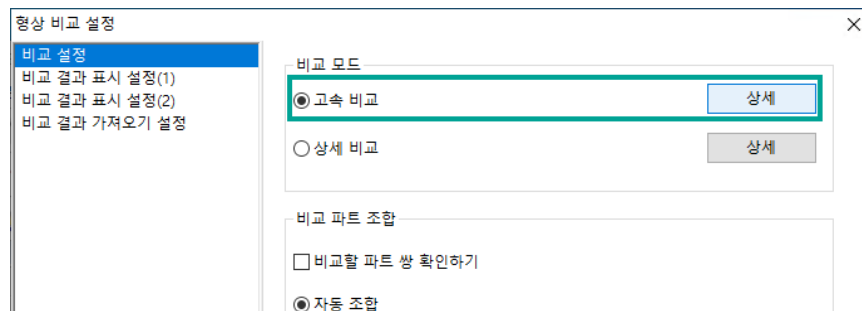 형상 비교 설정
비교 설정
비교 결과 표시 설정(1)
비교 결과 표시 설정(2)
비교 결과 가져오기 설정
비교 모드
고속 비교 상세
상세 비교 상세
비교 파트 조합
비교할 파트 쌍 확인하기
자동 조합